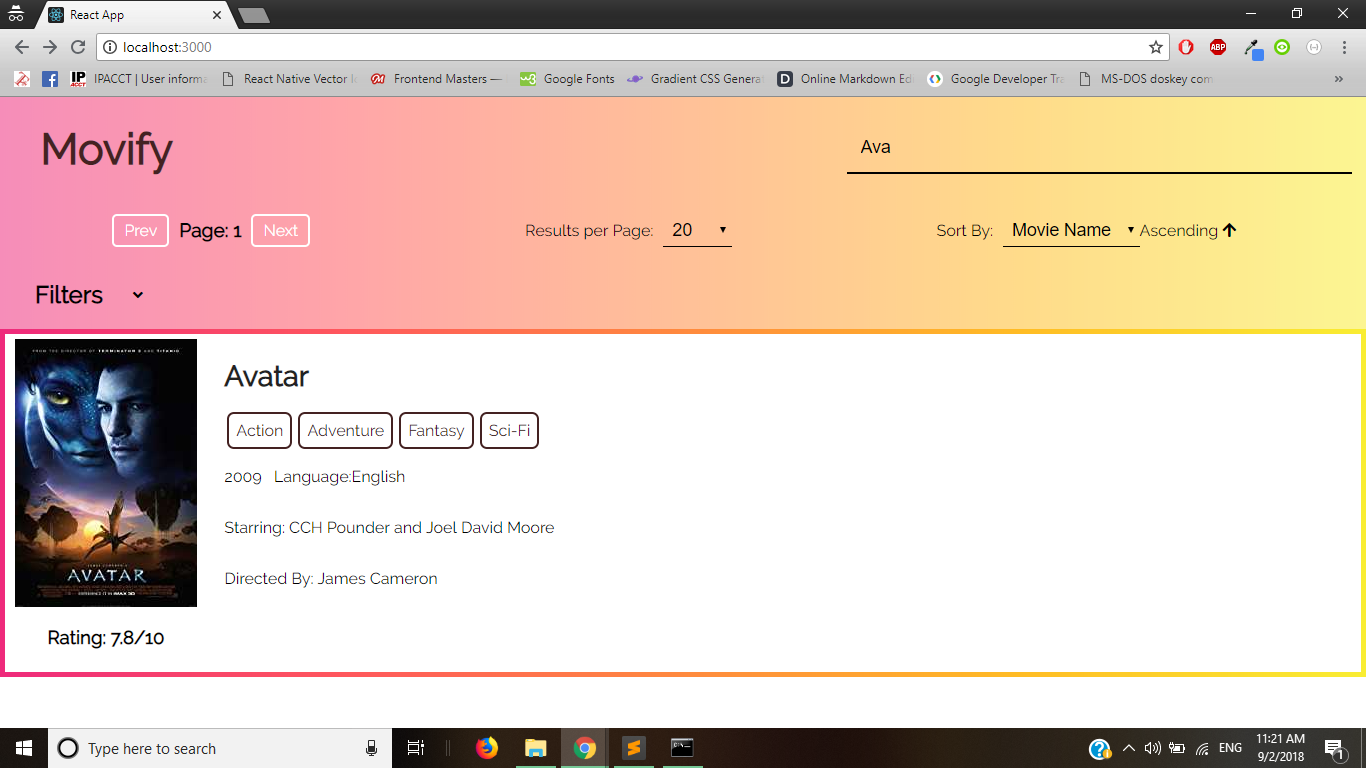 React App
localhost:3000
IPACCT | User informa
React Native Vector I
Frontend Masters —
Google Fonts
Gradient CSS Generat
Online Markdown Ed
Google Developer Tra
MS-DOS doskey com
Movify
Ava
Prev Page: 1 Next
Results per Page: 20
Sort By: Movie Name Ascending
Filters
FROM THE DIRECTOR OF TERMINATOR 2 AND TITANIC
AVATAR
Avatar
Action Adventure Fantasy Sci-Fi
2009 Language:English
Starring: CCH Pounder and Joel David Moore
Directed By: James Cameron
Rating: 7.8/10
Type here to search
ENG
11:21 AM
9/2/2018
1